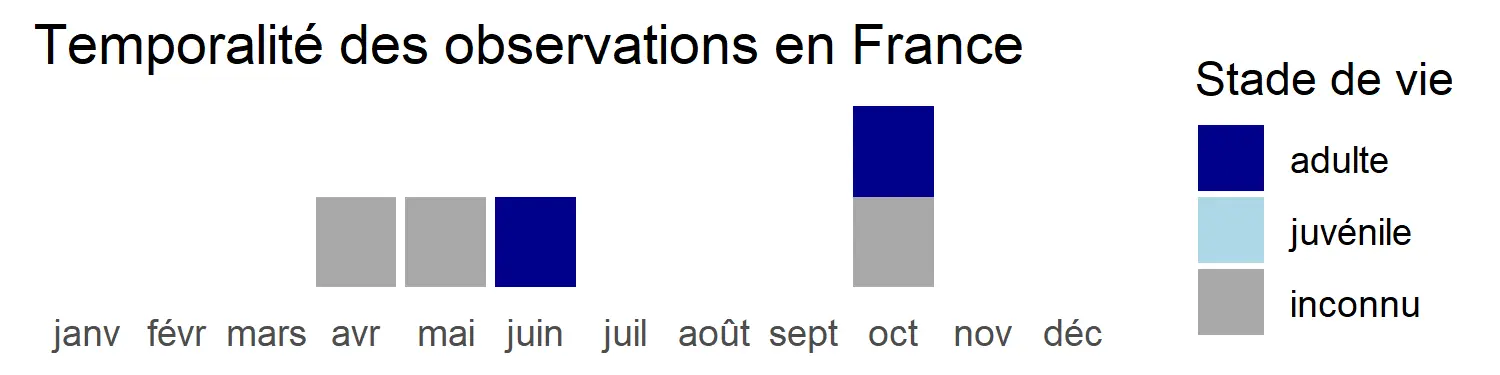 Temporalité des observations en France
Stade de vie
adulte
juvénile
inconnu
janv févr mars avr mai juin juil août sept oct nov déc